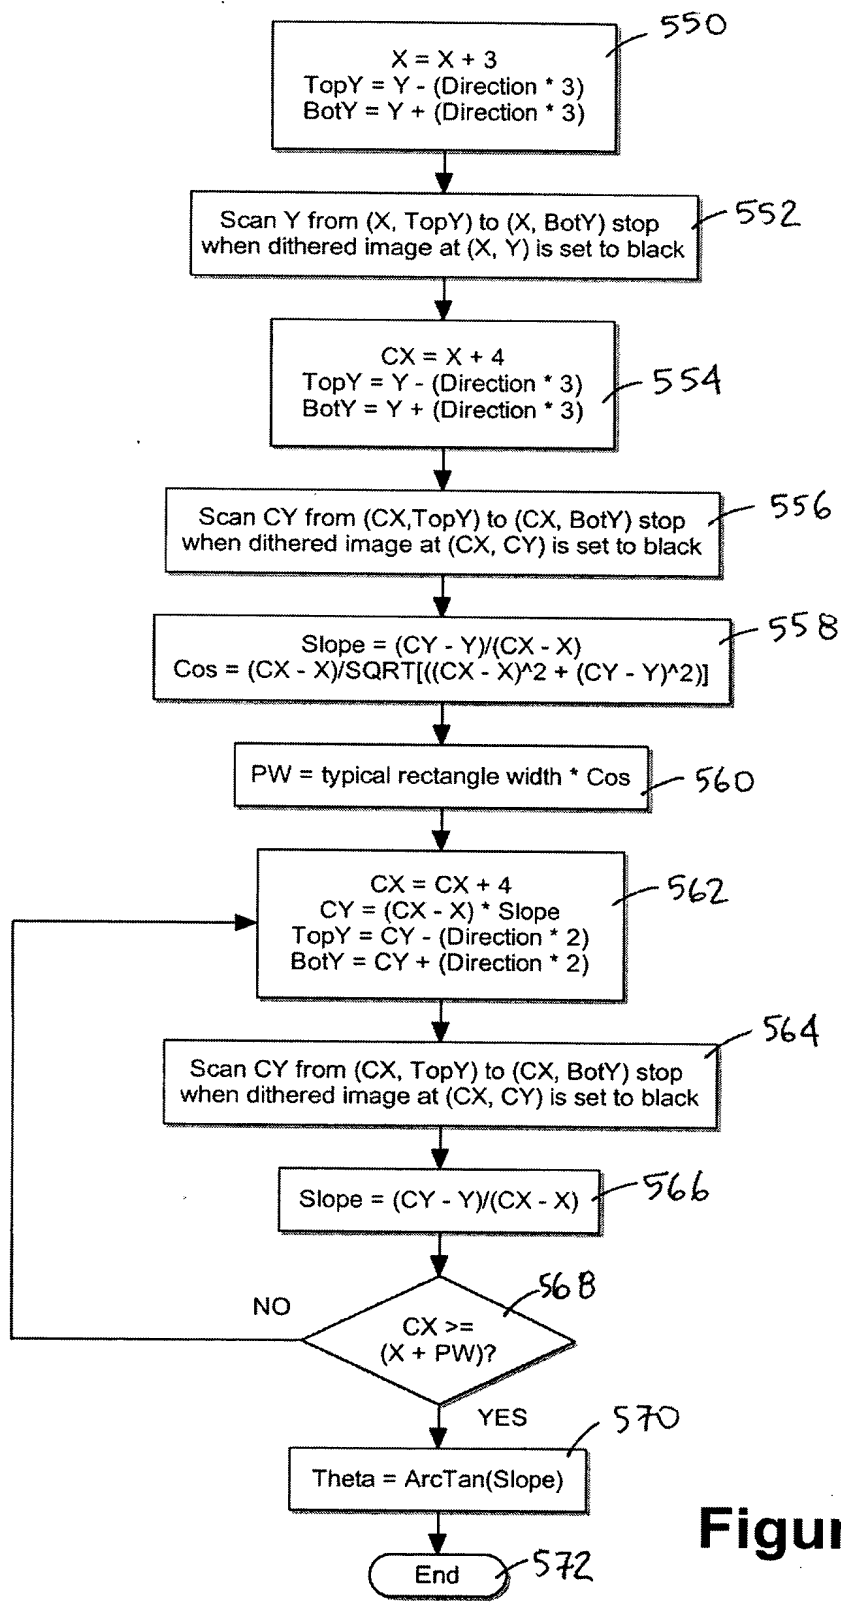 550
X = X + 3
TopY = Y - (Direction * 3)
BotY = Y + (Direction * 3)
552
Scan Y from (X, TopY) to (X, BotY) stop
when dithered image at (X, Y) is set to black
554
CX = X + 4
TopY = Y - (Direction * 3)
BotY = Y + (Direction * 3)
556
Scan CY from (CX,TopY) to (CX, BotY) stop
when dithered image at (CX, CY) is set to black
558
Slope = (CY - Y)/(CX - X)
Cos = (CX - X)/SQRT[((CX - X)^2 + (CY - Y)^2)]
PW = typical rectangle width * Cos
560
562
CX = CX + 4
CY = (CX - X) * Slope
TopY = CY - (Direction * 2)
BotY = CY + (Direction * 2)
564
Scan CY from (CX, TopY) to (CX, BotY) stop
when dithered image at (CX, CY) is set to black
Slope = (CY - Y)/(CX - X)
566
568
NO
CX >=
(X + PW)?
YES
570
Theta = ArcTan(Slope)
Figur
End
572